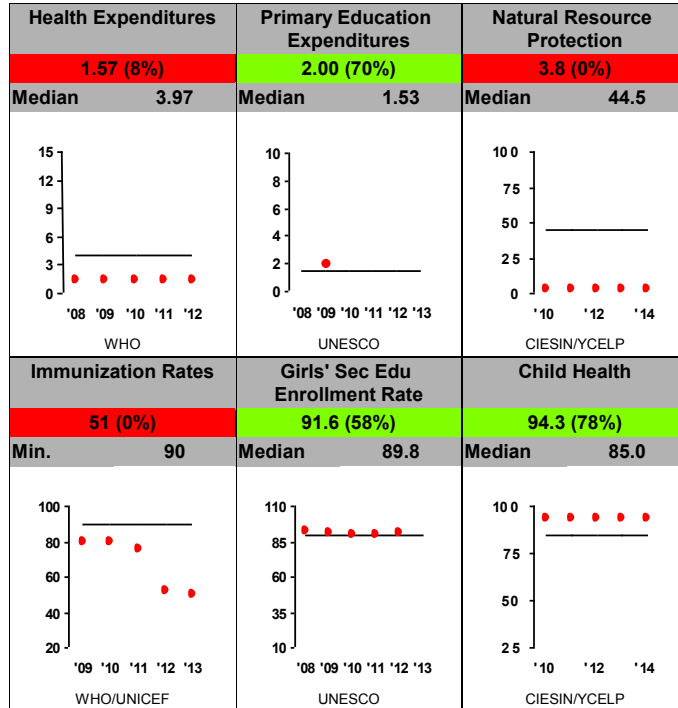 Health Expenditures
1.57 (8%)
Median 3.97
15
12
9
6
3
0
'08 '09 '10 '11 '12
WHO
Primary Education
Expenditures
2.00 (70%)
Median 1.53
10
8
6
4
2
0
'08 '09 '10 '11 '12 '13
UNESCO
Natural Resource
Protection
3.8 (0%)
Median 44.5
100
75
50
25
0
'10 '12 '14
CIESIN/YCELP
Immunization Rates
51 (0%)
Min. 90
100
80
60
40
20
'09 '10 '11 '12 '13
WHO/UNICEF
Girls' Sec Edu
Enrollment Rate
91.6 (58%)
Median 89.8
110
85
60
35
10
'08 '09 '10 '11 '12 '13
UNESCO
Child Health
94.3 (78%)
Median 85.0
100
75
50
25
'10 '12 '14
CIESIN/YCELP